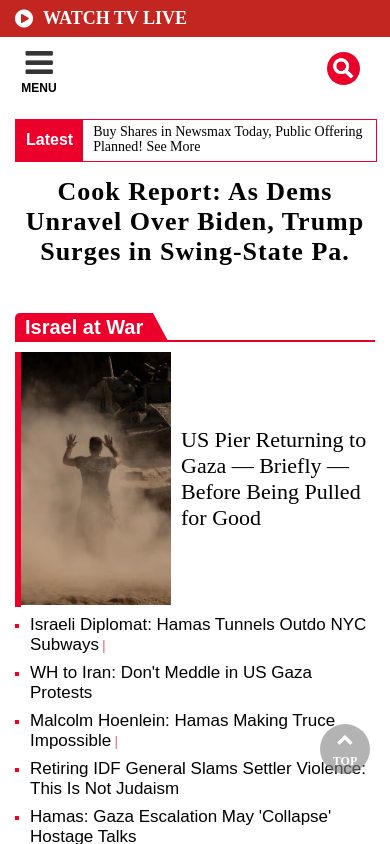 WATCH TV LIVE
MENU
Latest
Buy Shares in Newsmax Today, Public Offering
Planned! See More
Cook Report: As Dems
Unravel Over Biden, Trump
Surges in Swing-State Pa.
Israel at War
US Pier Returning to
Gaza — Briefly —
Before Being Pulled
for Good
Israeli Diplomat: Hamas Tunnels Outdo NYC
Subways |
WH to Iran: Don't Meddle in US Gaza
Protests
Malcolm Hoenlein: Hamas Making Truce
Impossible |
Retiring IDF General Slams Settler Violence:
This Is Not Judaism
TOP
Hamas: Gaza Escalation May 'Collapse'
Hostage Talks